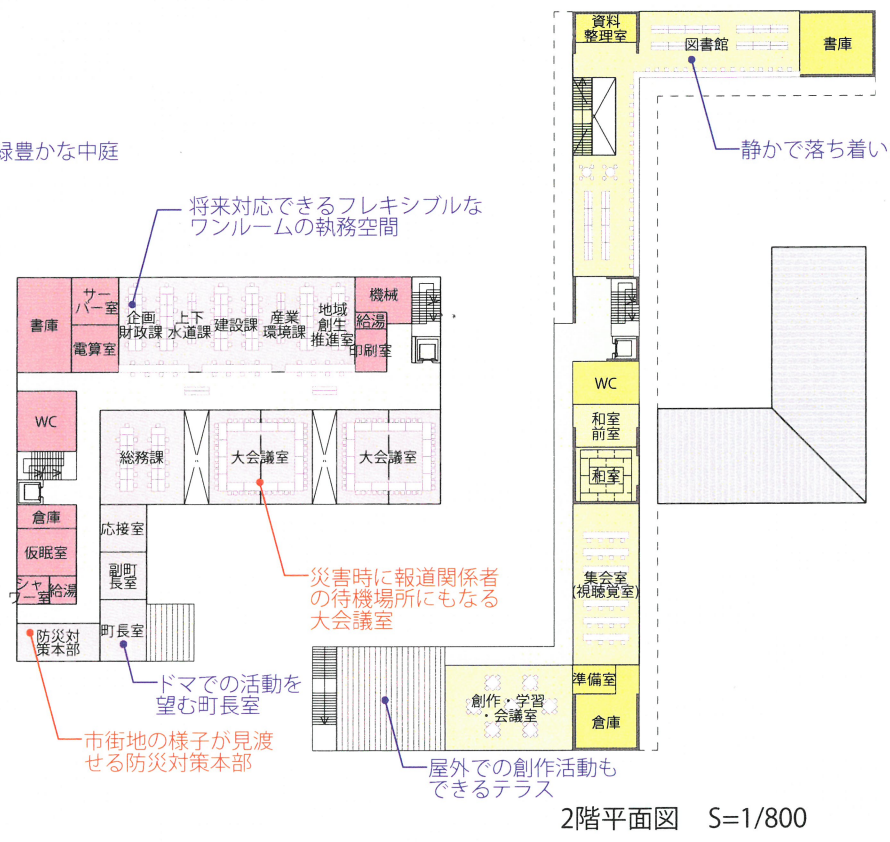 資料
整理室
図書館
書庫
緑豊かな中庭
静かで落ち着い
将来対応できるフレキシブルな
ワンルームの執務空間
書庫
サー
バー室
電算室
企画
財政課
上下
水道課
建設課
産業
環境課
地域
創生
推進室
機械
給湯
印刷室
WC
総務課
大会議室
大会議室
WC
和室
前室
和室
倉庫
仮眠室
シャ
ワー室
給湯
防災対
策本部
応接室
副町
長室
町長室
集会室
(視聴覚室)
災害時に報道関係者
の待機場所にもなる
大会議室
ドマでの活動を
望む町長室
市街地の様子が見渡
せる防災対策本部
準備室
創作・学習
・会議室
倉庫
屋外での創作活動も
できるテラス
2階平面図 S=1/800